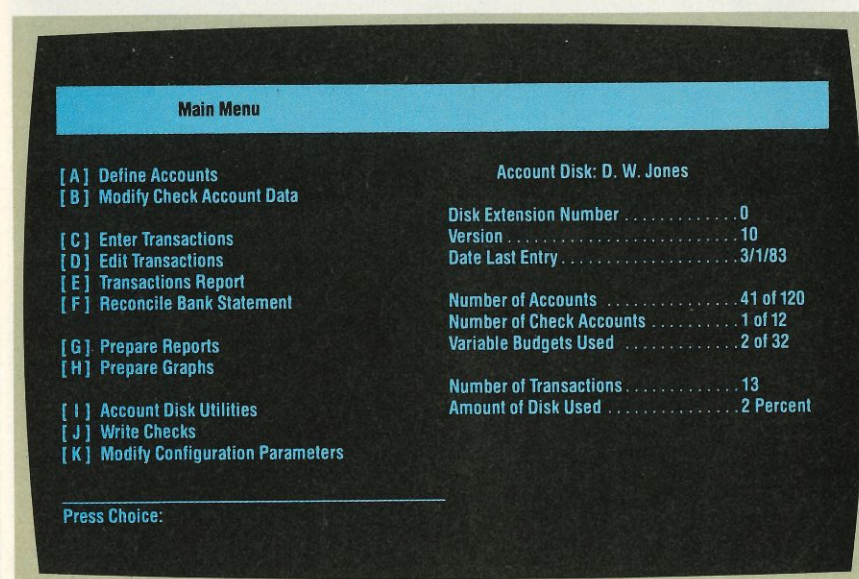 Main Menu
[A] Define Accounts
[B] Modify Check Account Data
[C] Enter Transactions
[D] Edit Transactions
[E] Transactions Report
[F] Reconcile Bank Statement
[G] Prepare Reports
[H] Prepare Graphs
[I] Account Disk Utilities
[J] Write Checks
[K] Modify Configuration Parameters
Press Choice:
Account Disk: D. W. Jones
Disk Extension Number . . . . . . . . . . . . . 0
Version . . . . . . . . . . . . . . . . . . . . . . . . . . 10
Date Last Entry . . . . . . . . . . . . . . . . . . . . 3/1/83
Number of Accounts . . . . . . . . . . . . . . . 41 of 120
Number of Check Accounts . . . . . . . . . . 1 of 12
Variable Budgets Used . . . . . . . . . . . . . . 2 of 32
Number of Transactions . . . . . . . . . . . . . 13
Amount of Disk Used . . . . . . . . . . . . . . . 2 Percent